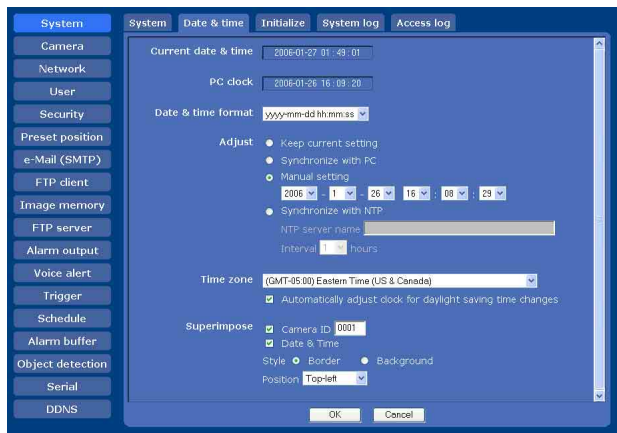 System
Camera
Network
User
Security
Preset position
e-Mail (SMTP)
FTP client
Image memory
FTP server
Alarm output
Voice alert
Trigger
Schedule
Alarm buffer
Object detection
Serial
DDNS
System Date & time Initialize System log Access log
Current date & time 2006-01-27 01:49:01
PC clock 2006-01-26 16:09:20
Date & time format yyyy-mm-dd hh:mm:ss
Adjust Keep current setting
Synchronize with PC
Manual setting
2006 - 1 - 26 16 : 08 : 29
Synchronize with NTP
NTP server name
Interval 1 hours
Time zone (GMT-05:00) Eastern Time (US & Canada)
Automatically adjust clock for daylight saving time changes
Superimpose Camera ID 0001
Date & Time
Style Border Background
Position Top-left
OK Cancel